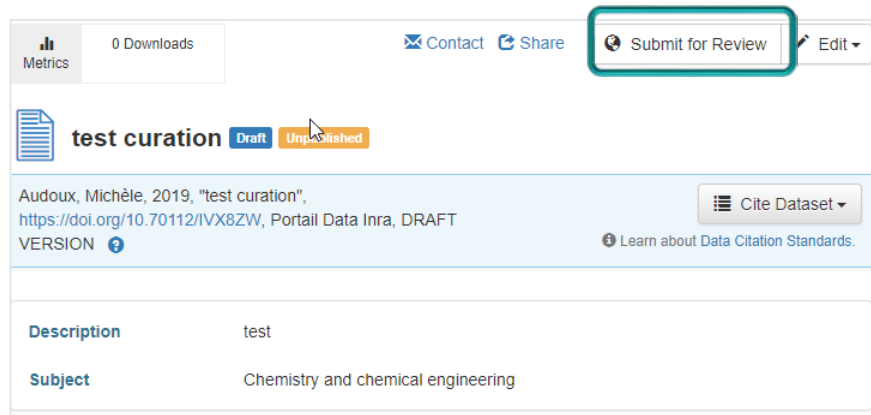 Metrics
0 Downloads
Contact Share Submit for Review Edit
test curation Draft Unpublished
Audoux, Michèle, 2019, "test curation",
https://doi.org/10.70112/IVX8ZW, Portail Data Inra, DRAFT
VERSION
Cite Dataset
Learn about Data Citation Standards.
Description test
Subject Chemistry and chemical engineering